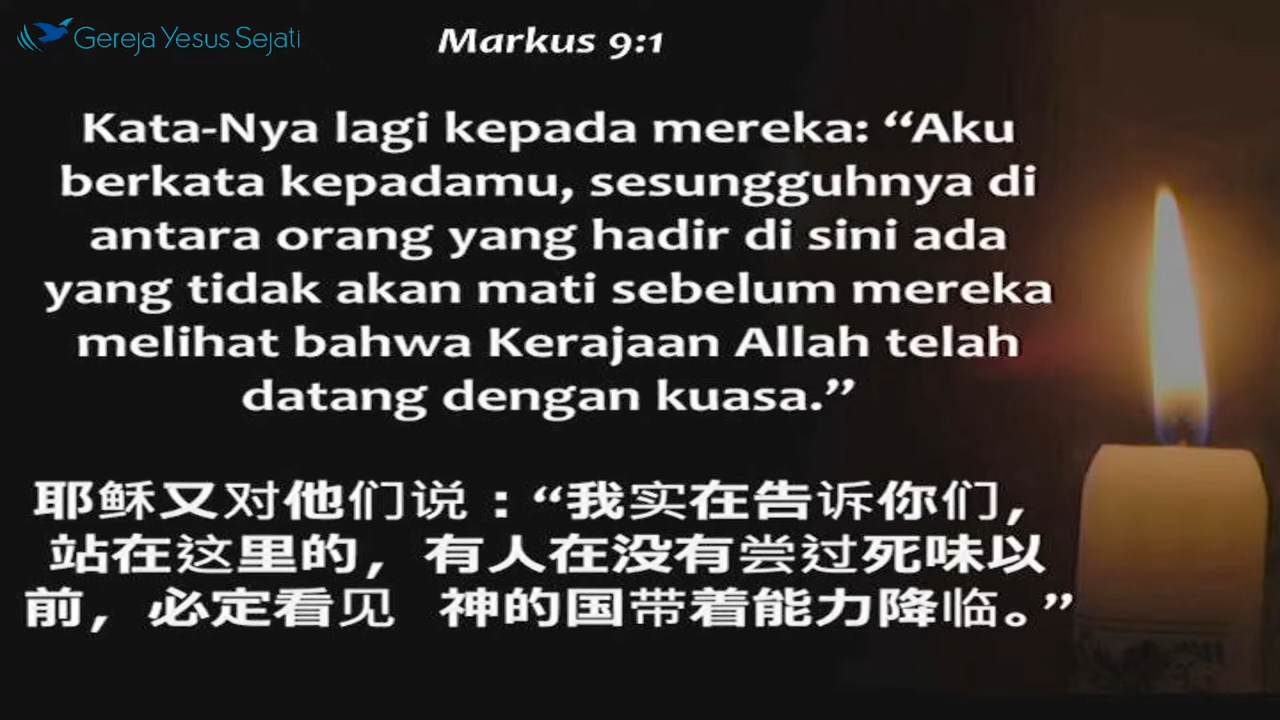 Gereja Yesus Sejati
Markus 9:1
Kata-Nya lagi kepada mereka: “Aku
berkata kepadamu, sesungguhnya di
antara orang yang hadir di sini ada
yang tidak akan mati sebelum mereka
melihat bahwa Kerajaan Allah telah
datang dengan kuasa.”
耶稣又对他们说：“我实在告诉你们，
站在这里的，有人在没有尝过死味以
前，必定看见 神的国带着能力降临。”